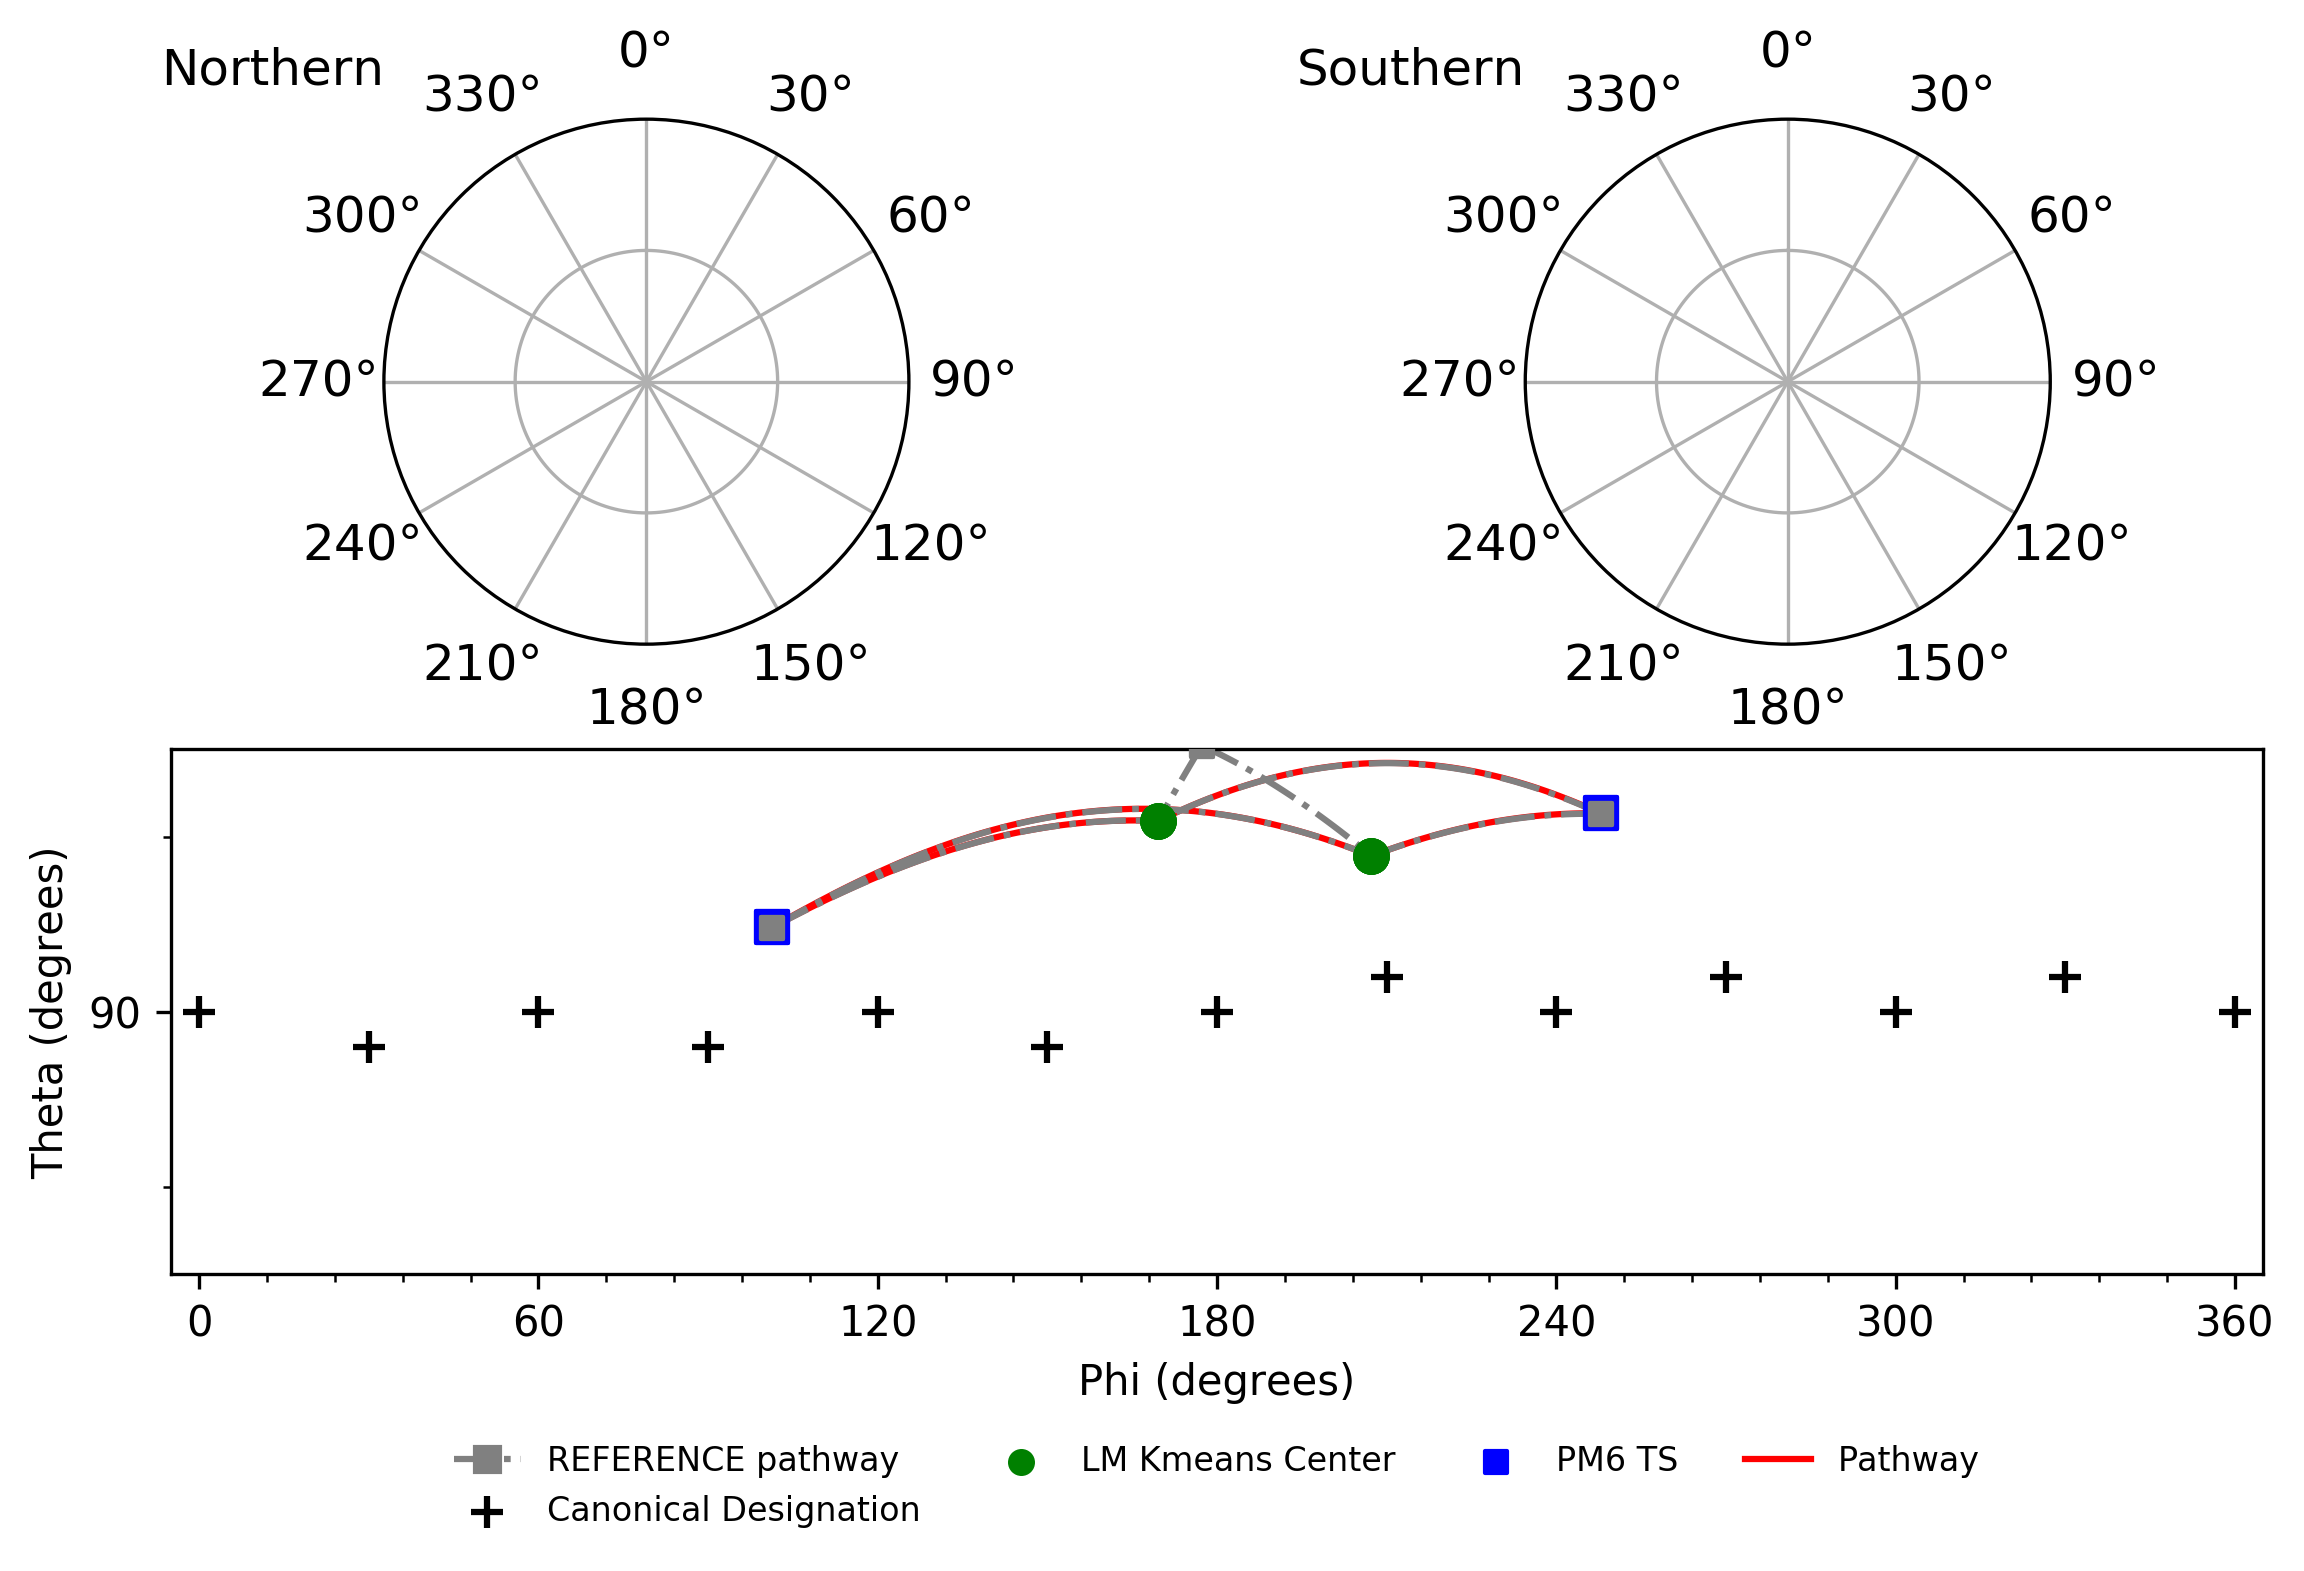 Northern
0°
330°
30°
300°
60°
270°
90°
240°
120°
210°
150°
180°
Southern
0°
330°
30°
300°
60°
270°
90°
240°
120°
210°
150°
180°
Theta (degrees)
90
0 60 120 180 240 300 360
Phi (degrees)
REFERENCE pathway
Canonical Designation
LM Kmeans Center
PM6 TS
Pathway